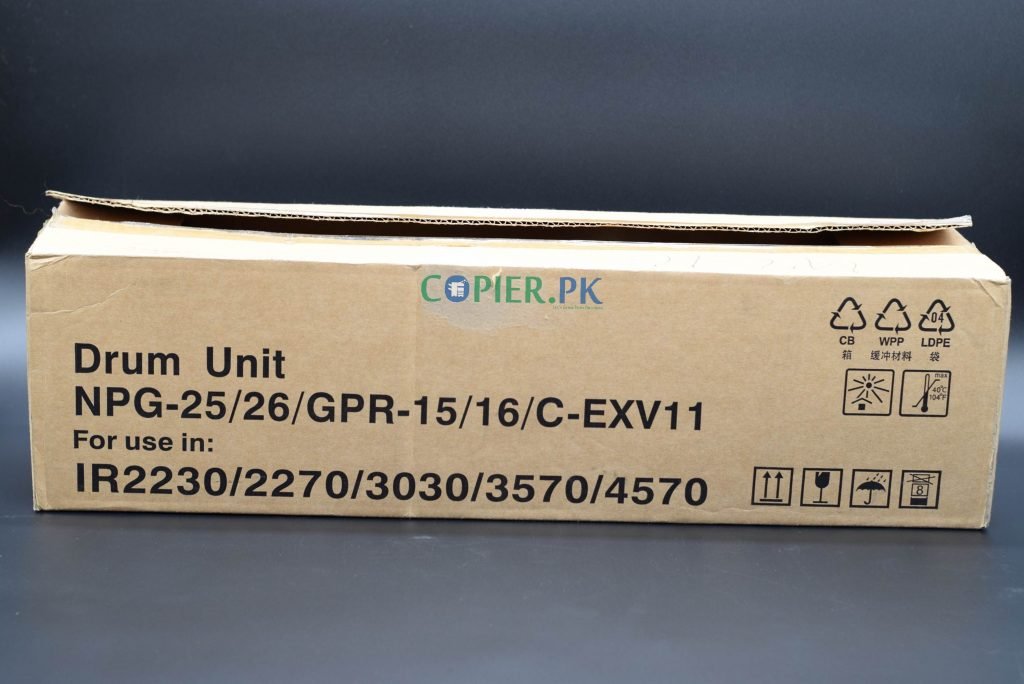 COPIER.PK
Drum Unit
NPG-25/26/GPR-15/16/C-EXV11
For use in:
IR2230/2270/3030/3570/4570
04
CB WPP LDPE
箱 缓冲材料 袋
max
40°C
104°F
8